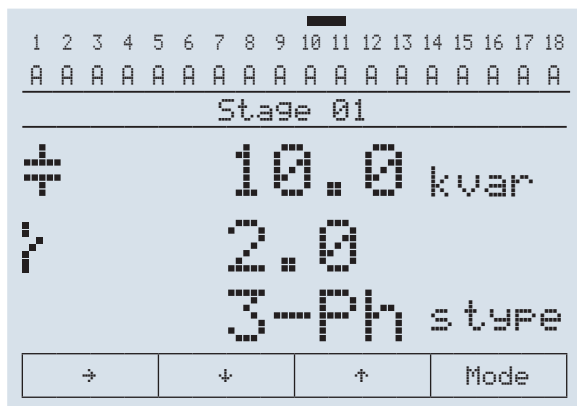 1 2 3 4 5 6 7 8 9 10 11 12 13 14 15 16 17 18
A A A A A A A A A A A A A A A A A A
Stage 01
10.0 kvar
2.0
3-Ph stype
→ ↓ ↑ Mode